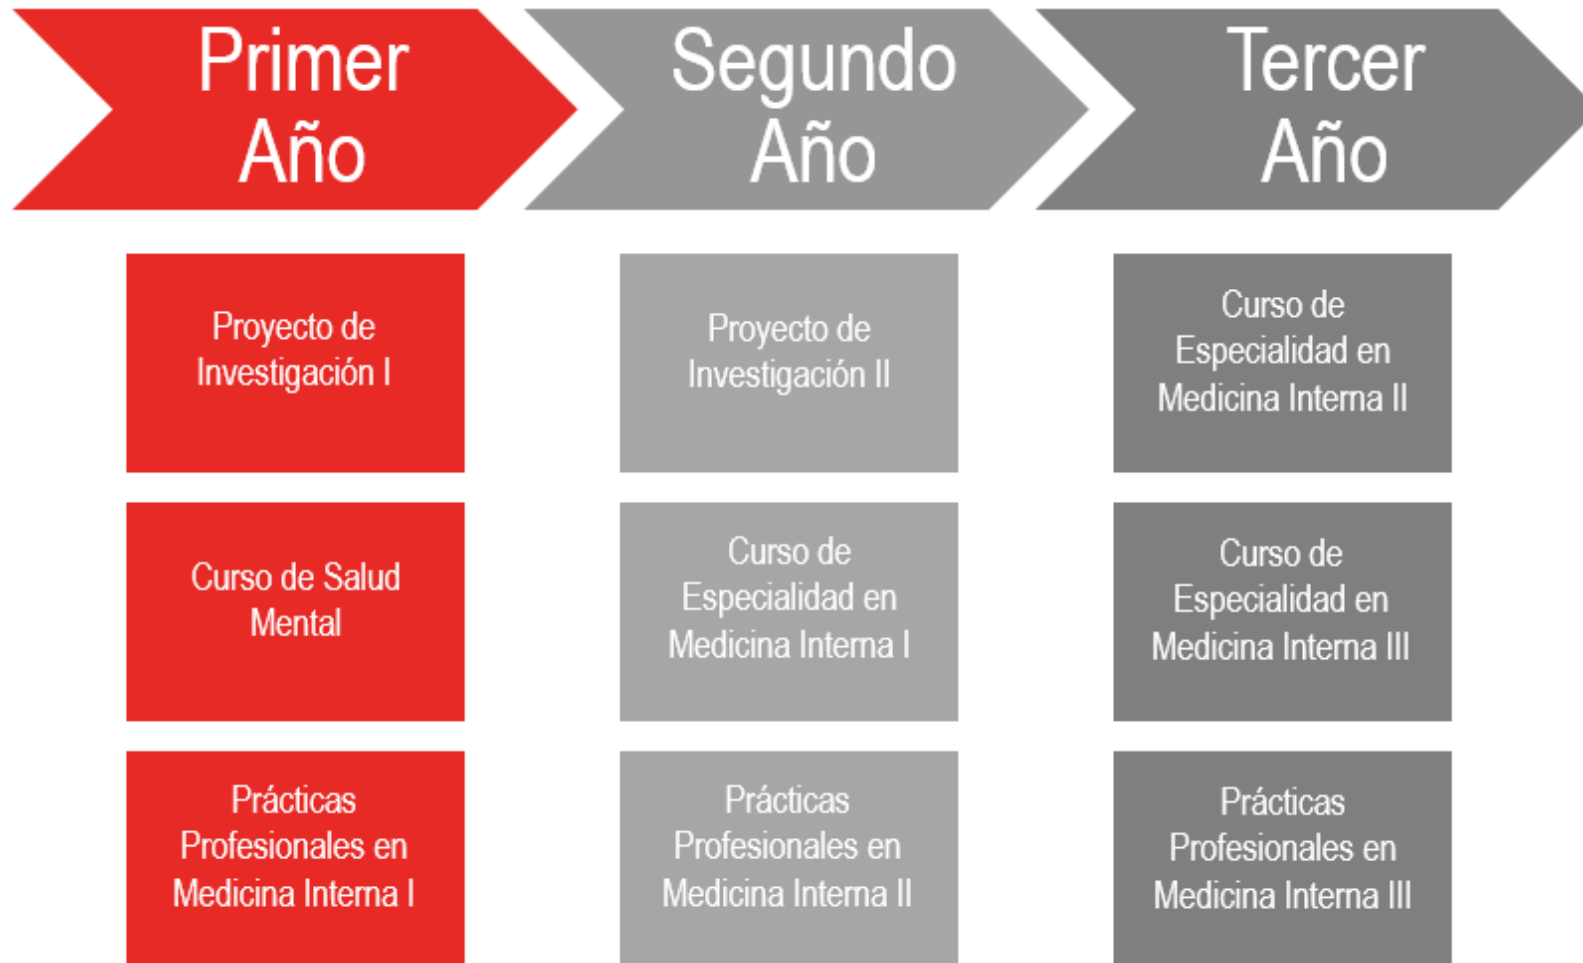 Primer
Año
Segundo
Año
Tercer
Año
Proyecto de
Investigación I
Proyecto de
Investigación II
Curso de
Especialidad en
Medicina Interna II
Curso de Salud
Mental
Curso de
Especialidad en
Medicina Interna I
Curso de
Especialidad en
Medicina Interna III
Prácticas
Profesionales en
Medicina Interna I
Prácticas
Profesionales en
Medicina Interna II
Prácticas
Profesionales en
Medicina Interna III